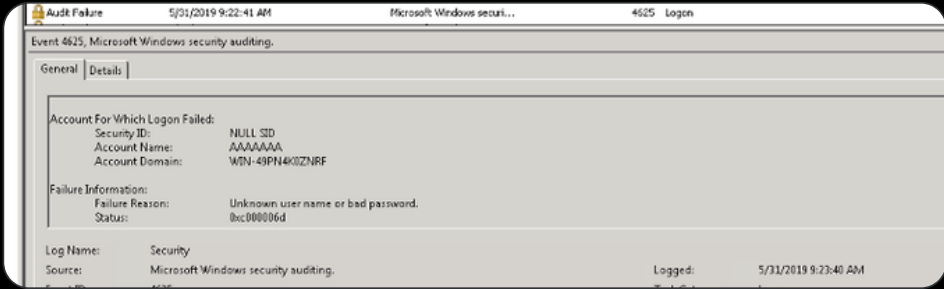 Audit Failure 5/31/2019 9:22:41 AM Microsoft Windows securi... 4625 Logon
Event 4625, Microsoft Windows security auditing.
General Details
Account For Which Logon Failed:
Security ID: NULL SID
Account Name: AAAAAAA
Account Domain: WIN-49PN4K0ZNRF
Failure Information:
Failure Reason: Unknown user name or bad password.
Status: 0xc000006d
Log Name: Security
Source: Microsoft Windows security auditing. Logged: 5/31/2019 9:23:40 AM